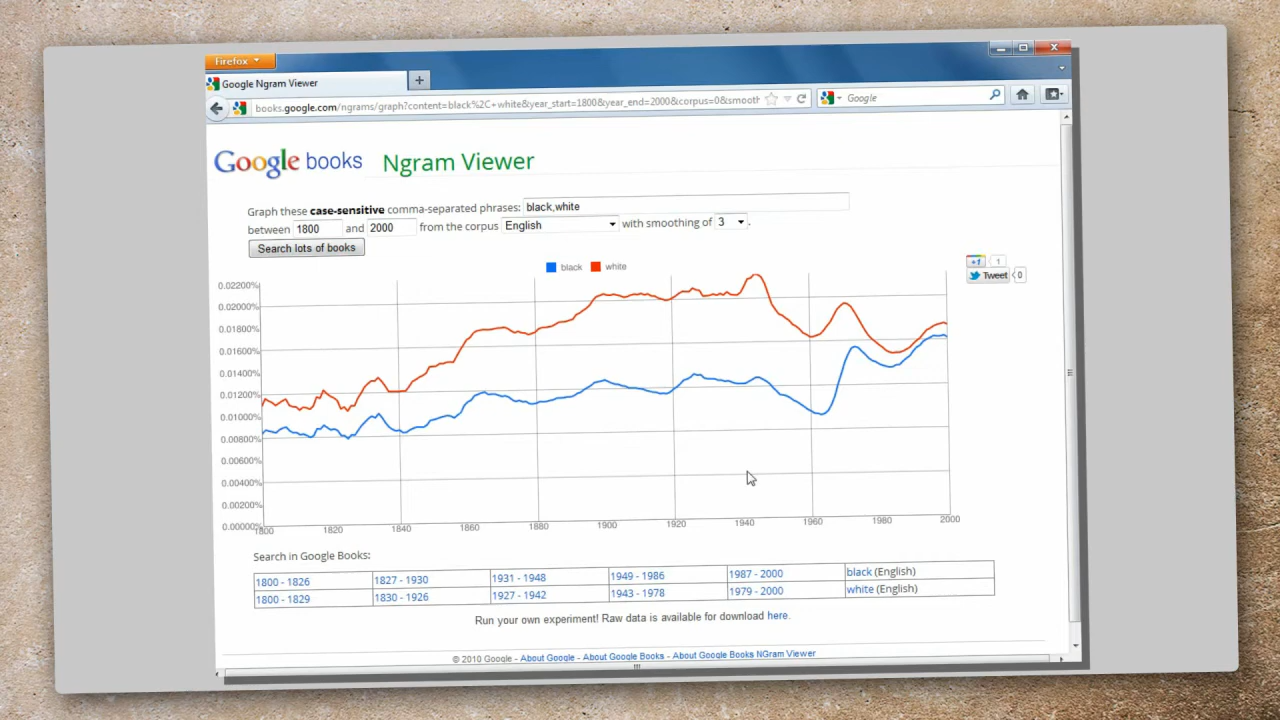 Firefox
Google Ngram Viewer
books.google.com/ngrams/graph?content=black%2C+white&year_start=1800&year_end=2000&corpus=0&smoot
Google
Google books Ngram Viewer
Graph these case-sensitive comma-separated phrases: black,white
between 1800 and 2000 from the corpus English with smoothing of 3 .
Search lots of books
black white
+1 1
Tweet 0
0.02200%
0.02000%
0.01800%
0.01600%
0.01400%
0.01200%
0.01000%
0.00800%
0.00600%
0.00400%
0.00200%
0.00000%
1800 1820 1840 1860 1880 1900 1920 1940 1960 1980 2000
Search in Google Books:
1800 - 1826 1827 - 1930 1931 - 1948 1949 - 1986 1987 - 2000 black (English)
1800 - 1829 1830 - 1926 1927 - 1942 1943 - 1978 1979 - 2000 white (English)
Run your own experiment! Raw data is available for download here.
© 2010 Google - About Google - About Google Books - About Google Books NGram Viewer